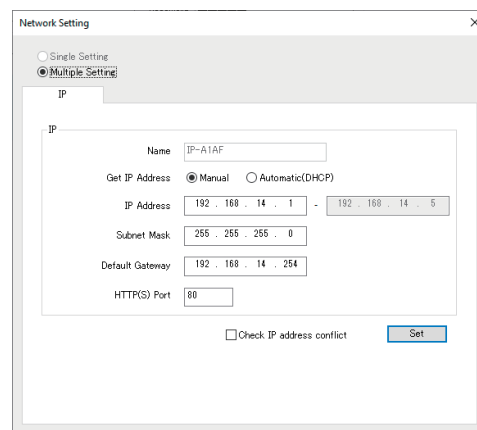 Network Setting
Single Setting
Multiple Setting
IP
IP
Name IP-A1AF
Get IP Address Manual Automatic(DHCP)
IP Address 192 . 168 . 14 . 1 - 192 . 168 . 14 . 5
Subnet Mask 255 . 255 . 255 . 0
Default Gateway 192 . 168 . 14 . 254
HTTP(S) Port 80
Check IP address conflict Set